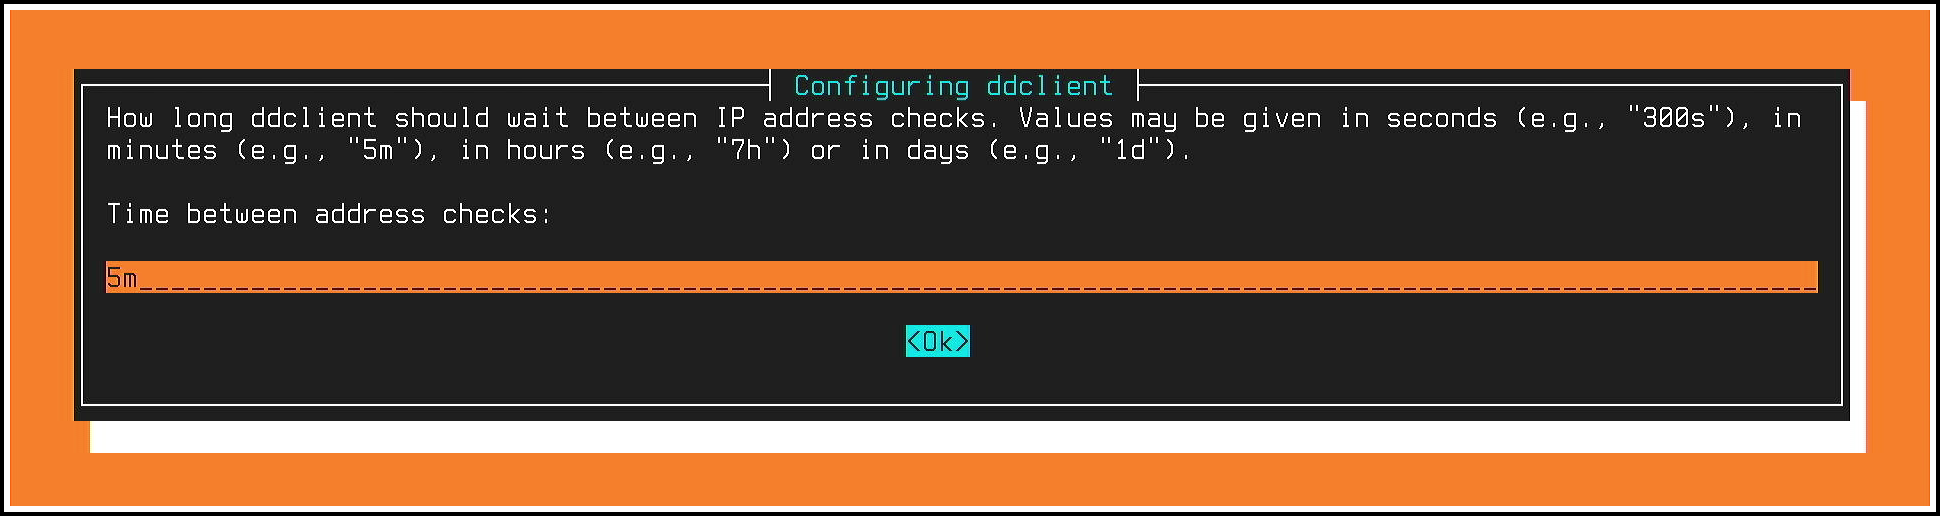 Configuring ddclient
How long ddclient should wait between IP address checks. Values may be given in seconds (e.g., "300s"), in
minutes (e.g., "5m"), in hours (e.g., "7h") or in days (e.g., "1d").
Time between address checks:
5m
<Ok>